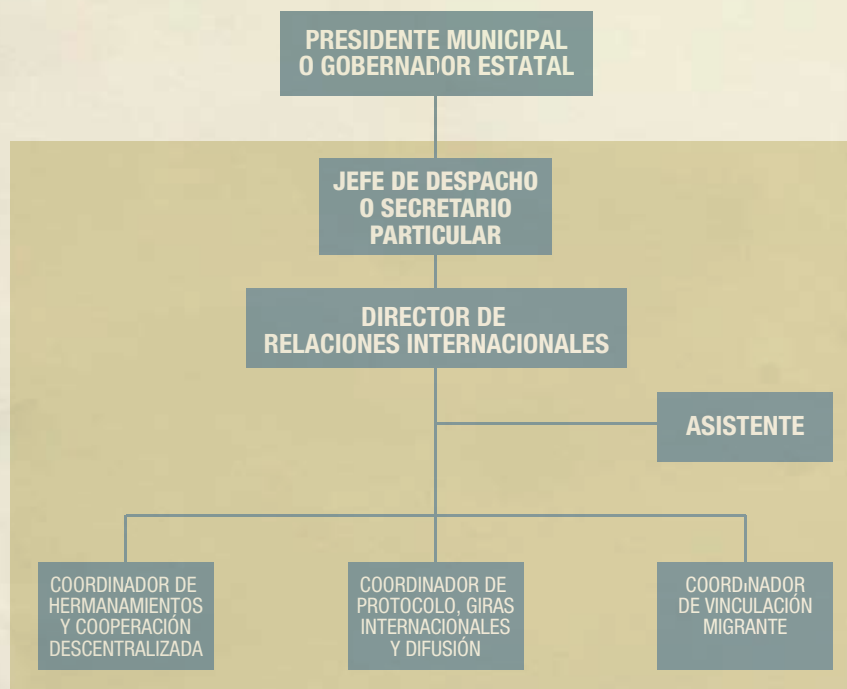 PRESIDENTE MUNICIPAL
O GOBERNADOR ESTATAL
JEFE DE DESPACHO
O SECRETARIO
PARTICULAR
DIRECTOR DE
RELACIONES INTERNACIONALES
ASISTENTE
COORDINADOR DE
HERMANAMIENTOS
Y COOPERACIÓN
DESCENTRALIZADA
COORDINADOR DE
PROTOCOLO, GIRAS
INTERNACIONALES
Y DIFUSIÓN
COORDINADOR
DE VINCULACIÓN
MIGRANTE